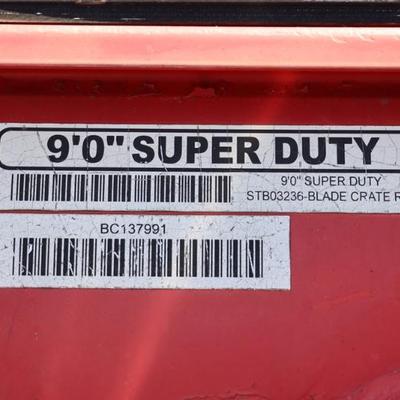 9'0" SUPER DUTY
9'0" SUPER DUTY
STB03236-BLADE CRATE R
BC137991